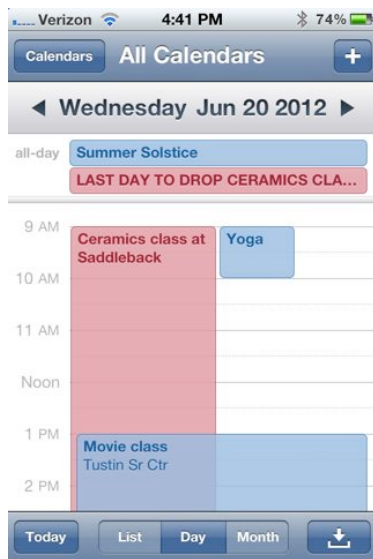 Verizon 4:41 PM 74%
Calendars All Calendars +
Wednesday Jun 20 2012
all-day Summer Solstice
LAST DAY TO DROP CERAMICS CLA...
9 AM
Ceramics class at
Saddleback
Yoga
10 AM
11 AM
Noon
1 PM
Movie class
Tustin Sr Ctr
2 PM
Today List Day Month